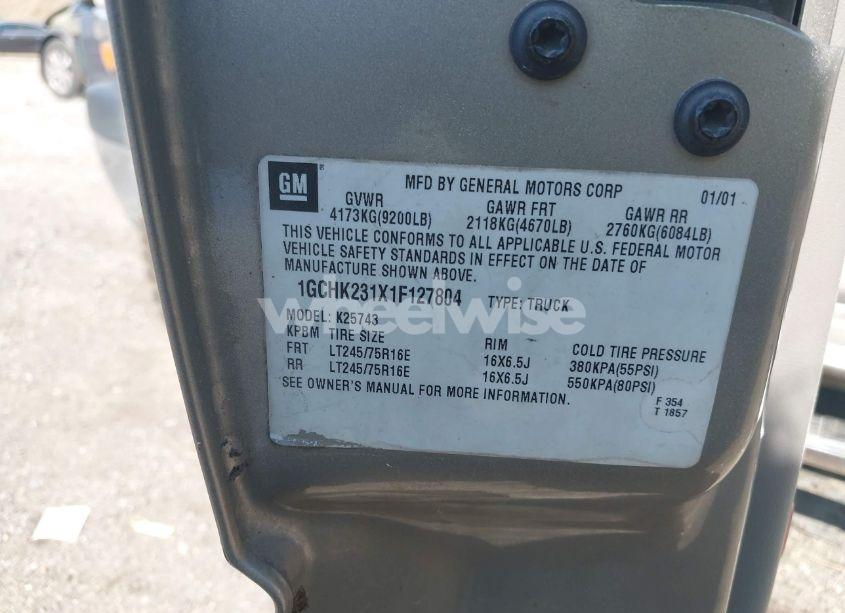 GM
MFD BY GENERAL MOTORS CORP 01/01
GVWR GAWR FRT GAWR RR
4173KG(9200LB) 2118KG(4670LB) 2760KG(6084LB)
THIS VEHICLE CONFORMS TO ALL APPLICABLE U.S. FEDERAL MOTOR
VEHICLE SAFETY STANDARDS IN EFFECT ON THE DATE OF
MANUFACTURE SHOWN ABOVE.
1GCHK231X1F127804 TYPE: TRUCK
wheelwise
MODEL: K25743
KPBM TIRE SIZE RIM COLD TIRE PRESSURE
FRT LT245/75R16E 16X6.5J 380KPA(55PSI)
RR LT245/75R16E 16X6.5J 550KPA(80PSI)
SEE OWNER'S MANUAL FOR MORE INFORMATION.
F 354
T 1857